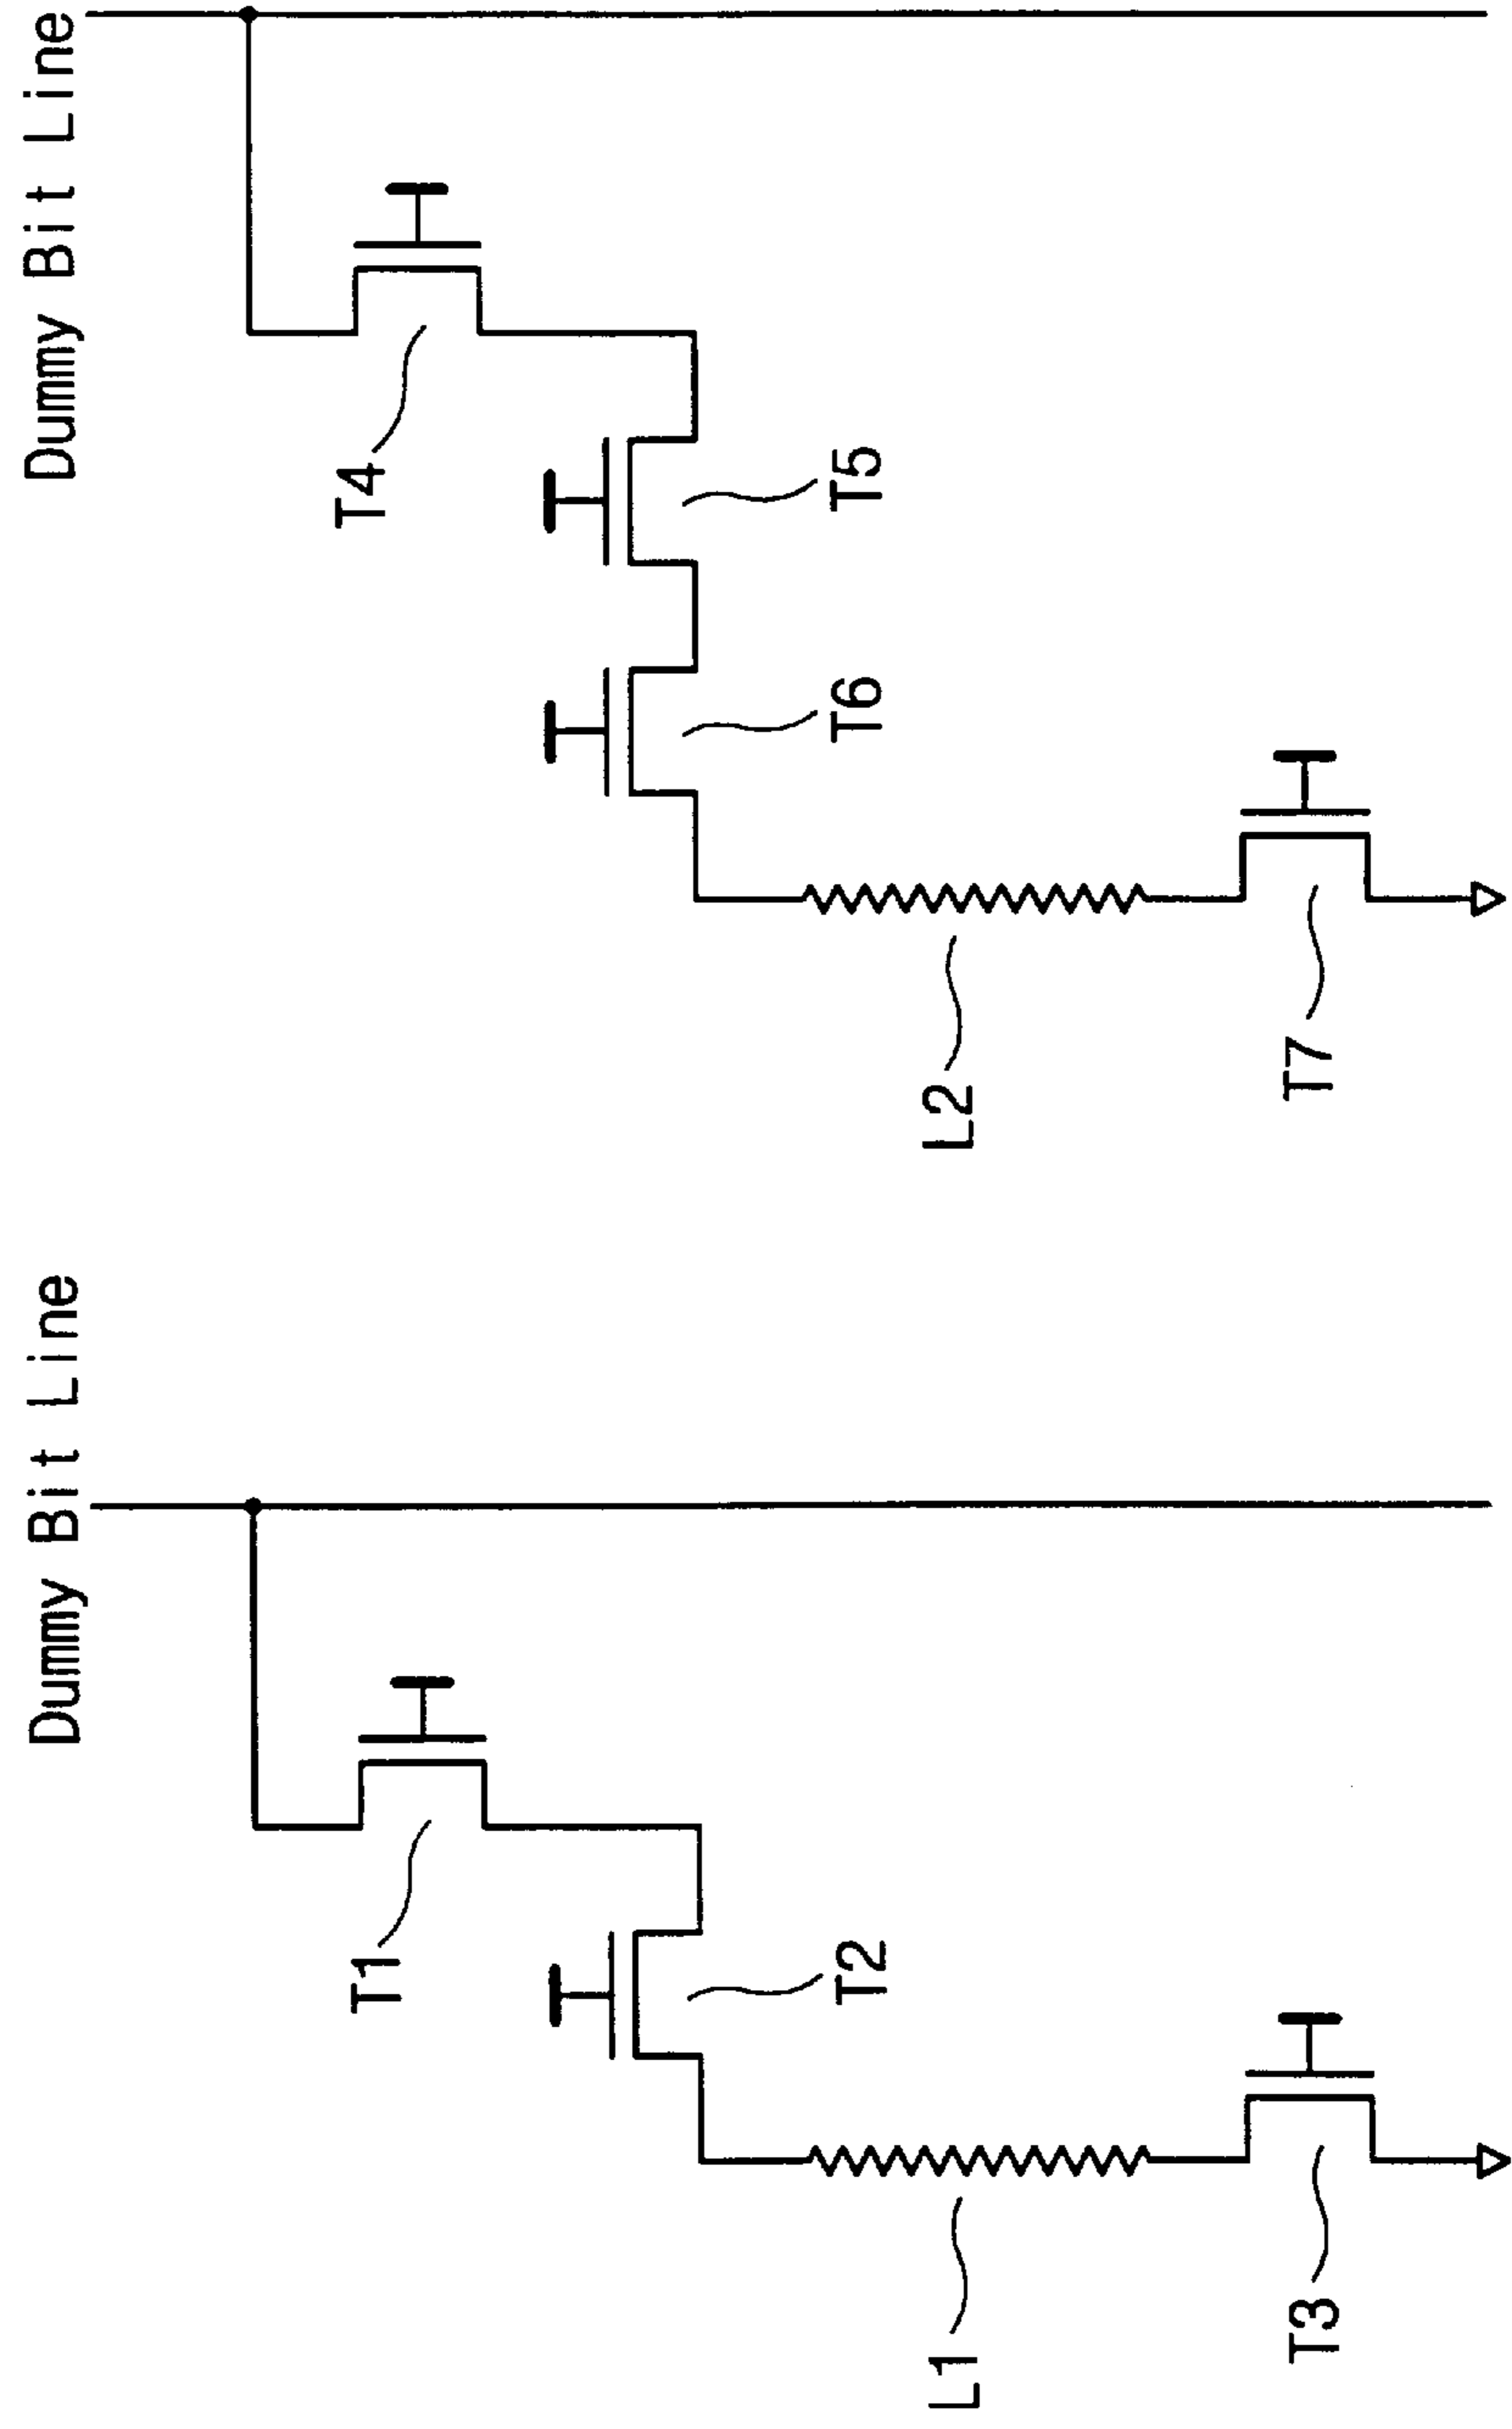 Dummy Bit Line
T1
T2
L1
T3
Dummy Bit Line
T4
T5
T6
L2
T7